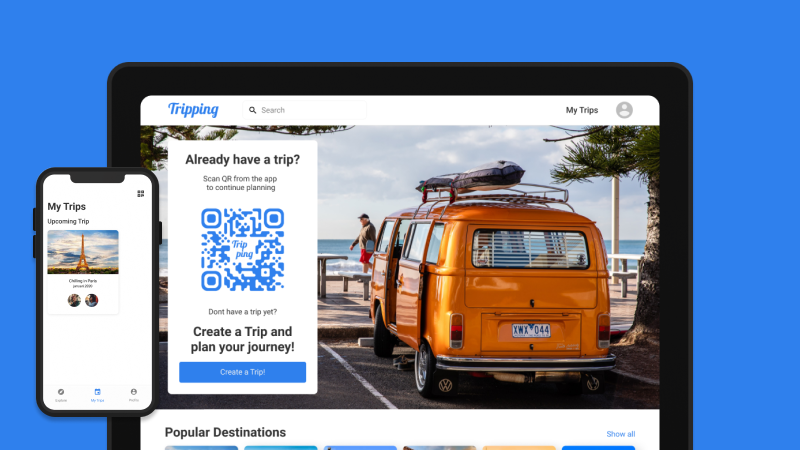 Tripping
Search
My Trips
Already have a trip?
Scan QR from the app
to continue planning
Trip
ping
Dont have a trip yet?
Create a Trip and
plan your journey!
Create a Trip!
XWX 044
Popular Destinations
Show all
My Trips
Upcoming Trip
Chilling in Paris
January 2020
Explore
My Trips
Profile